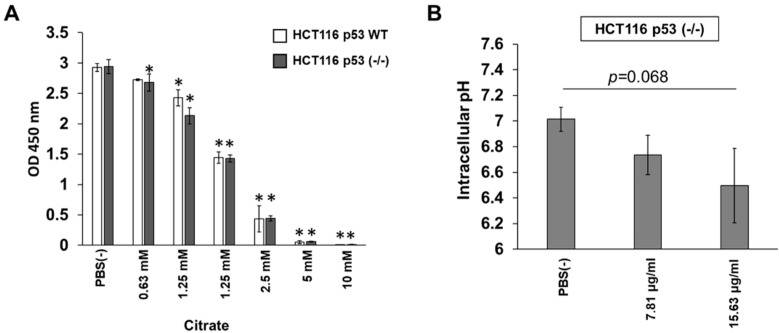 A
HCT116 p53 WT
HCT116 p53 (-/-)
OD 450 nm
3.5
3
2.5
2
1.5
1
0.5
0
*
* *
* *
* *
* *
* *
PBS(-)
0.63 mM
1.25 mM
1.25 mM
2.5 mM
5 mM
10 mM
Citrate
B
HCT116 p53 (-/-)
Intracellular pH
7.6
7.4
7.2
7
6.8
6.6
6.4
6.2
6
p=0.068
PBS(-)
7.81 µg/ml
15.63 µg/ml